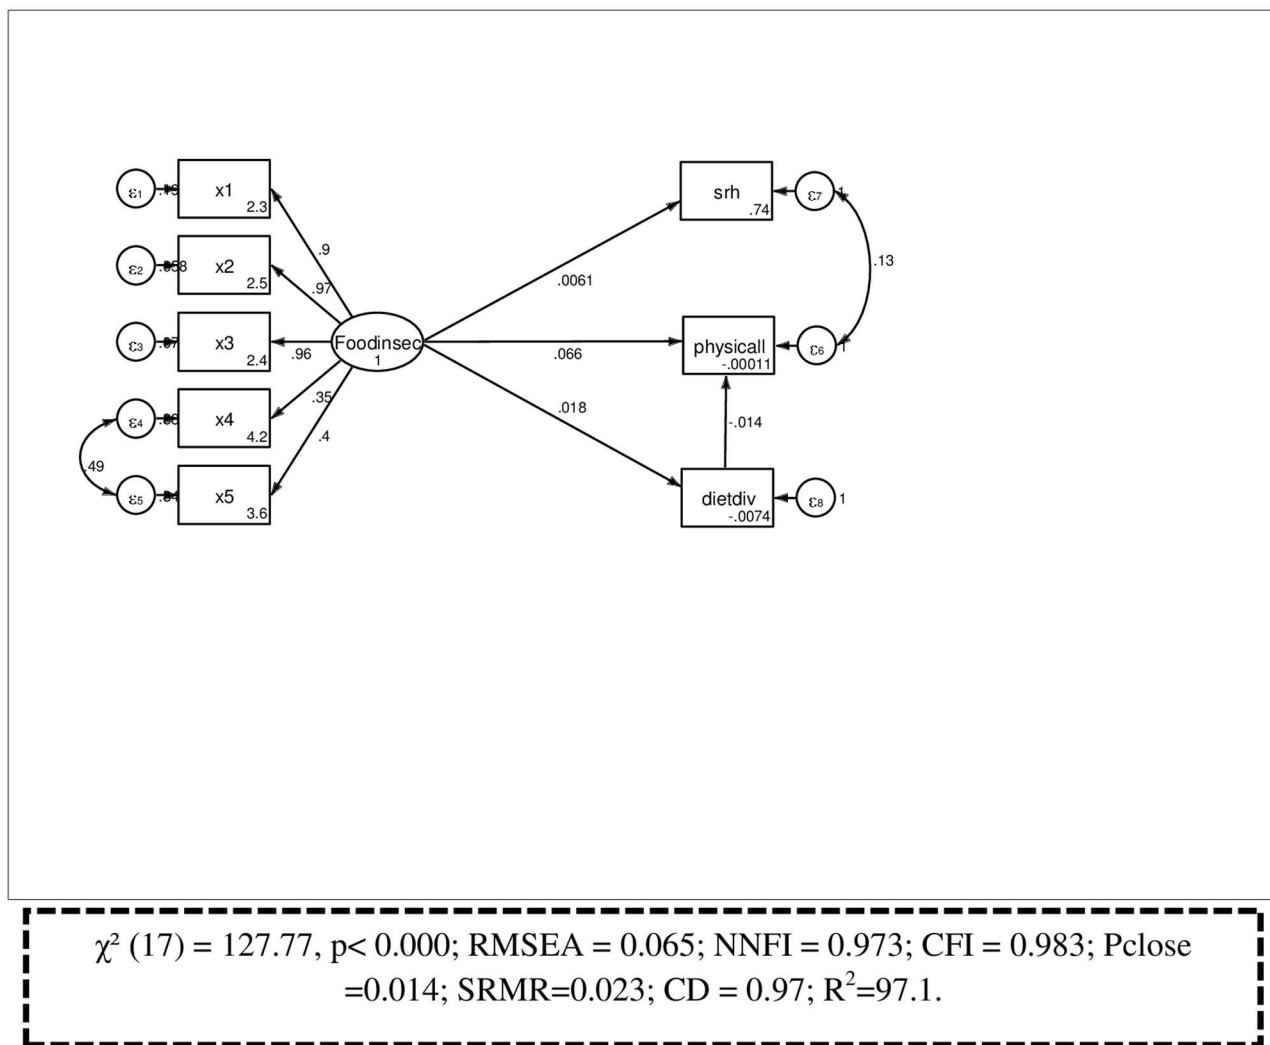 ε1
x1
2.3
ε2
x2
2.5
ε3
x3
2.4
ε4
x4
4.2
ε5
x5
3.6
.49
.9
.97
.96
.35
.4
Foodinsec
1
.0061
.066
.018
srh
.74
ε7
1
.13
physicall
-.00011
ε6
1
-.014
dietdiv
-.0074
ε8
1
χ² (17) = 127.77, p< 0.000; RMSEA = 0.065; NNFI = 0.973; CFI = 0.983; Pclose
=0.014; SRMR=0.023; CD = 0.97; R²=97.1.